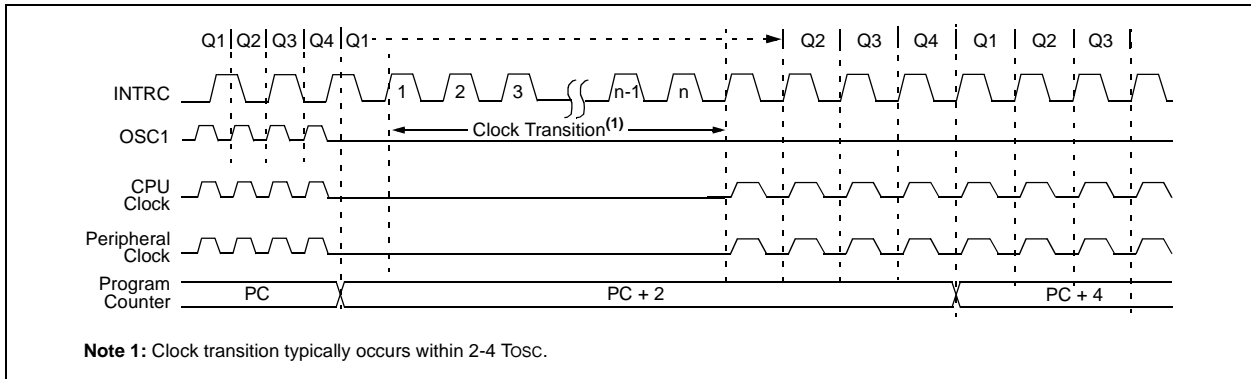 Q1 Q2 Q3 Q4 Q1 Q2 Q3 Q4 Q1 Q2 Q3
INTRC 1 2 3 n-1 n
OSC1 Clock Transition(1)
CPU
Clock
Peripheral
Clock
Program
Counter
PC PC + 2 PC + 4
Note 1: Clock transition typically occurs within 2-4 TOSC.